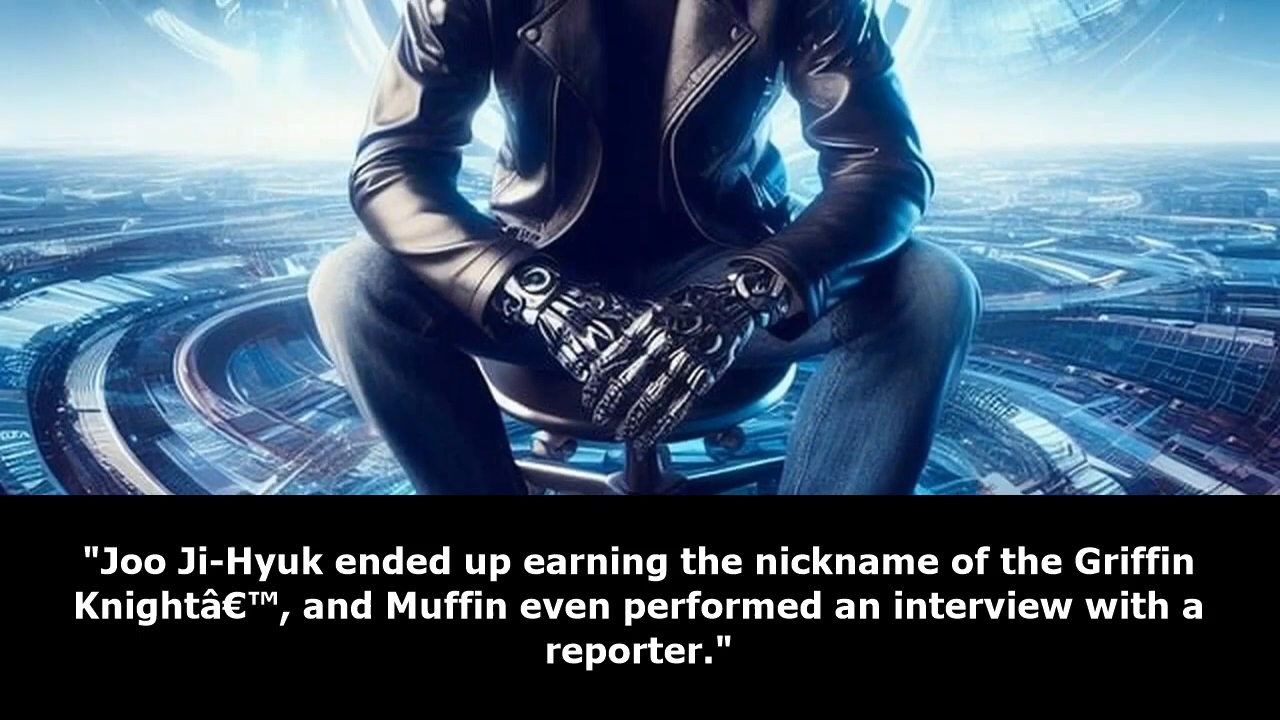 "Joo Ji-Hyuk ended up earning the nickname of the Griffin
Knightâ€™, and Muffin even performed an interview with a
reporter."